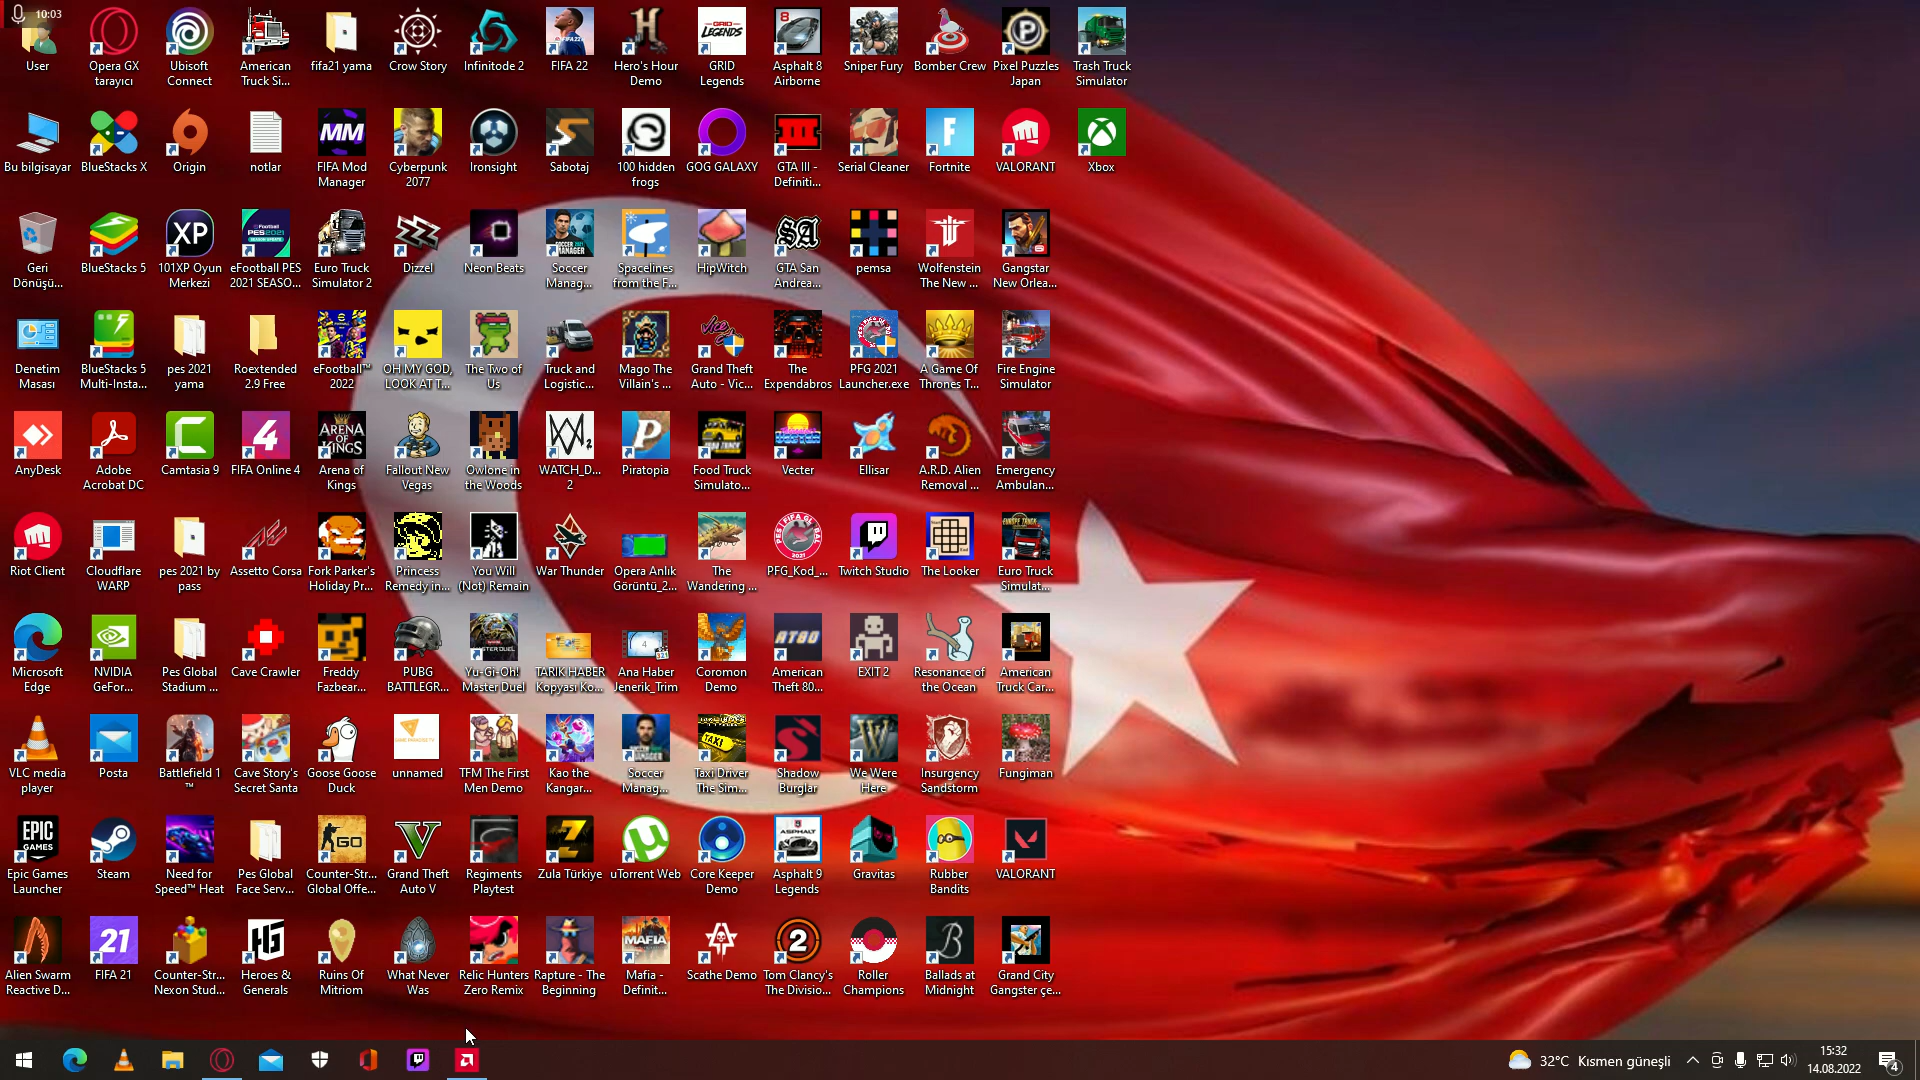 10:03
User
Opera GX tarayıcı
Ubisoft Connect
American Truck Si...
fifa21 yama
Crow Story
Infinitode 2
FIFA 22
Hero's Hour Demo
GRID Legends
Asphalt 8 Airborne
Sniper Fury
Bomber Crew
Pixel Puzzles Japan
Trash Truck Simulator
Bu bilgisayar
BlueStacks X
Origin
notlar
FIFA Mod Manager
Cyberpunk 2077
Ironsight
Sabotaj
100 hidden frogs
GOG GALAXY
GTA III - Definiti...
Serial Cleaner
Fortnite
VALORANT
Xbox
Geri Dönüşü...
BlueStacks 5
101XP Oyun Merkezi
eFootball PES 2021 SEASO...
Euro Truck Simulator 2
Dizzel
Neon Beats
Soccer Manag...
Spacelines from the F...
HipWitch
GTA San Andrea...
pemsa
Wolfenstein The New ...
Gangstar New Orlea...
Denetim Masası
BlueStacks 5 Multi-Insta...
pes 2021 yama
Roextended 2.9 Free
eFootball™ 2022
OH MY GOD, LOOK AT T...
The Two of Us
Truck and Logistic...
Mago The Villain's ...
Grand Theft Auto - Vic...
The Expendabros
PFG 2021 Launcher.exe
A Game Of Thrones T...
Fire Engine Simulator
AnyDesk
Adobe Acrobat DC
Camtasia 9
FIFA Online 4
Arena of Kings
Fallout New Vegas
Owlone in the Woods
WATCH_D... 2
Piratopia
Food Truck Simulato...
Vecter
Ellisar
A.R.D. Alien Removal ...
Emergency Ambulan...
Riot Client
Cloudflare WARP
pes 2021 by pass
Assetto Corsa
Fork Parker's Holiday Pr...
Princess Remedy in...
You Will (Not) Remain
War Thunder
Opera Anlık Görüntü_2...
The Wandering ...
PFG_Kod_...
Twitch Studio
The Looker
Euro Truck Simulat...
Microsoft Edge
NVIDIA GeFor...
Pes Global Stadium ...
Cave Crawler
Freddy Fazbear...
PUBG BATTLEGR...
Yu-Gi-Oh! Master Duel
TARIK HABER Kopyası Ko...
Ana Haber Jenerik_Trim
Coromon Demo
American Theft 80...
EXIT 2
Resonance of the Ocean
American Truck Car...
VLC media player
Posta
Battlefield 1 ™
Cave Story's Secret Santa
Goose Goose Duck
unnamed
TFM The First Men Demo
Kao the Kangar...
Soccer Manag...
Taxi Driver The Sim...
Shadow Burglar
We Were Here
Insurgency Sandstorm
Fungiman
Epic Games Launcher
Steam
Need for Speed™ Heat
Pes Global Face Serv...
Counter-Str... Global Offe...
Grand Theft Auto V
Regiments Playtest
Zula Türkiye
uTorrent Web
Core Keeper Demo
Asphalt 9 Legends
Gravitas
Rubber Bandits
VALORANT
Alien Swarm Reactive D...
FIFA 21
Counter-Str... Nexon Stud...
Heroes & Generals
Ruins Of Mitriom
What Never Was
Relic Hunters Zero Remix
Rapture - The Beginning
Mafia - Definit...
Scathe Demo
Tom Clancy's The Divisio...
Roller Champions
Ballads at Midnight
Grand City Gangster çe...
32°C Kısmen güneşli
15:32
14.08.2022
4